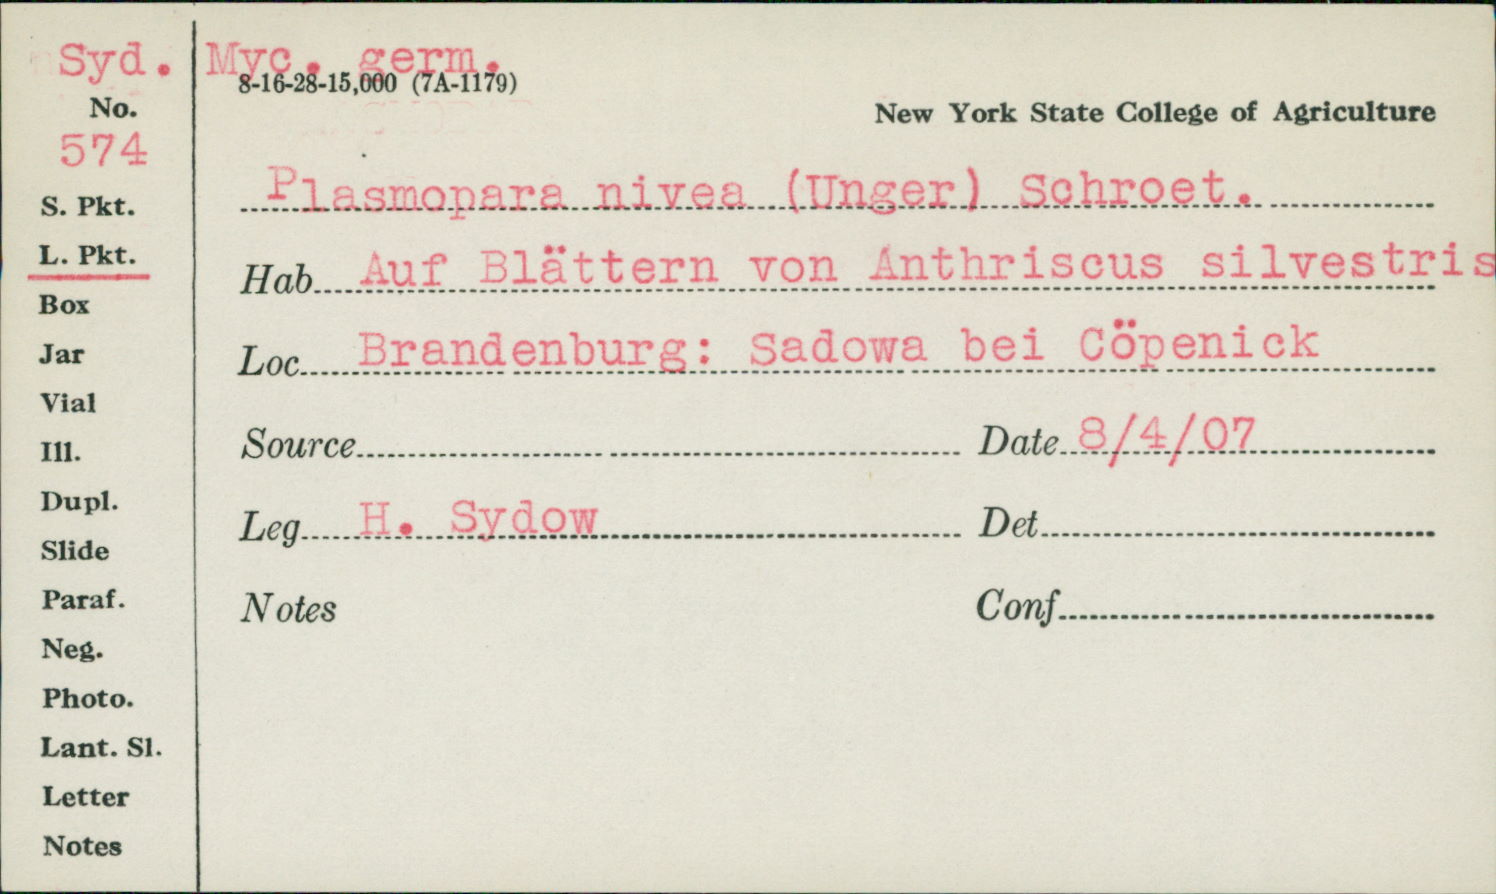 Syd. Myc. germ.
8-16-28-15,000 (7A-1179)
No.
New York State College of Agriculture
574
Plasmopara nivea (Unger) Schroet.
S. Pkt.
L. Pkt.
Hab. Auf Blättern von Anthriscus silvestris
Box
Jar
Loc. Brandenburg: Sadowa bei Cöpenick
Vial
Ill.
Source Date 8/4/07
Dupl.
Leg. H. Sydow Det.
Slide
Paraf.
Notes Conf.
Neg.
Photo.
Lant. Sl.
Letter
Notes